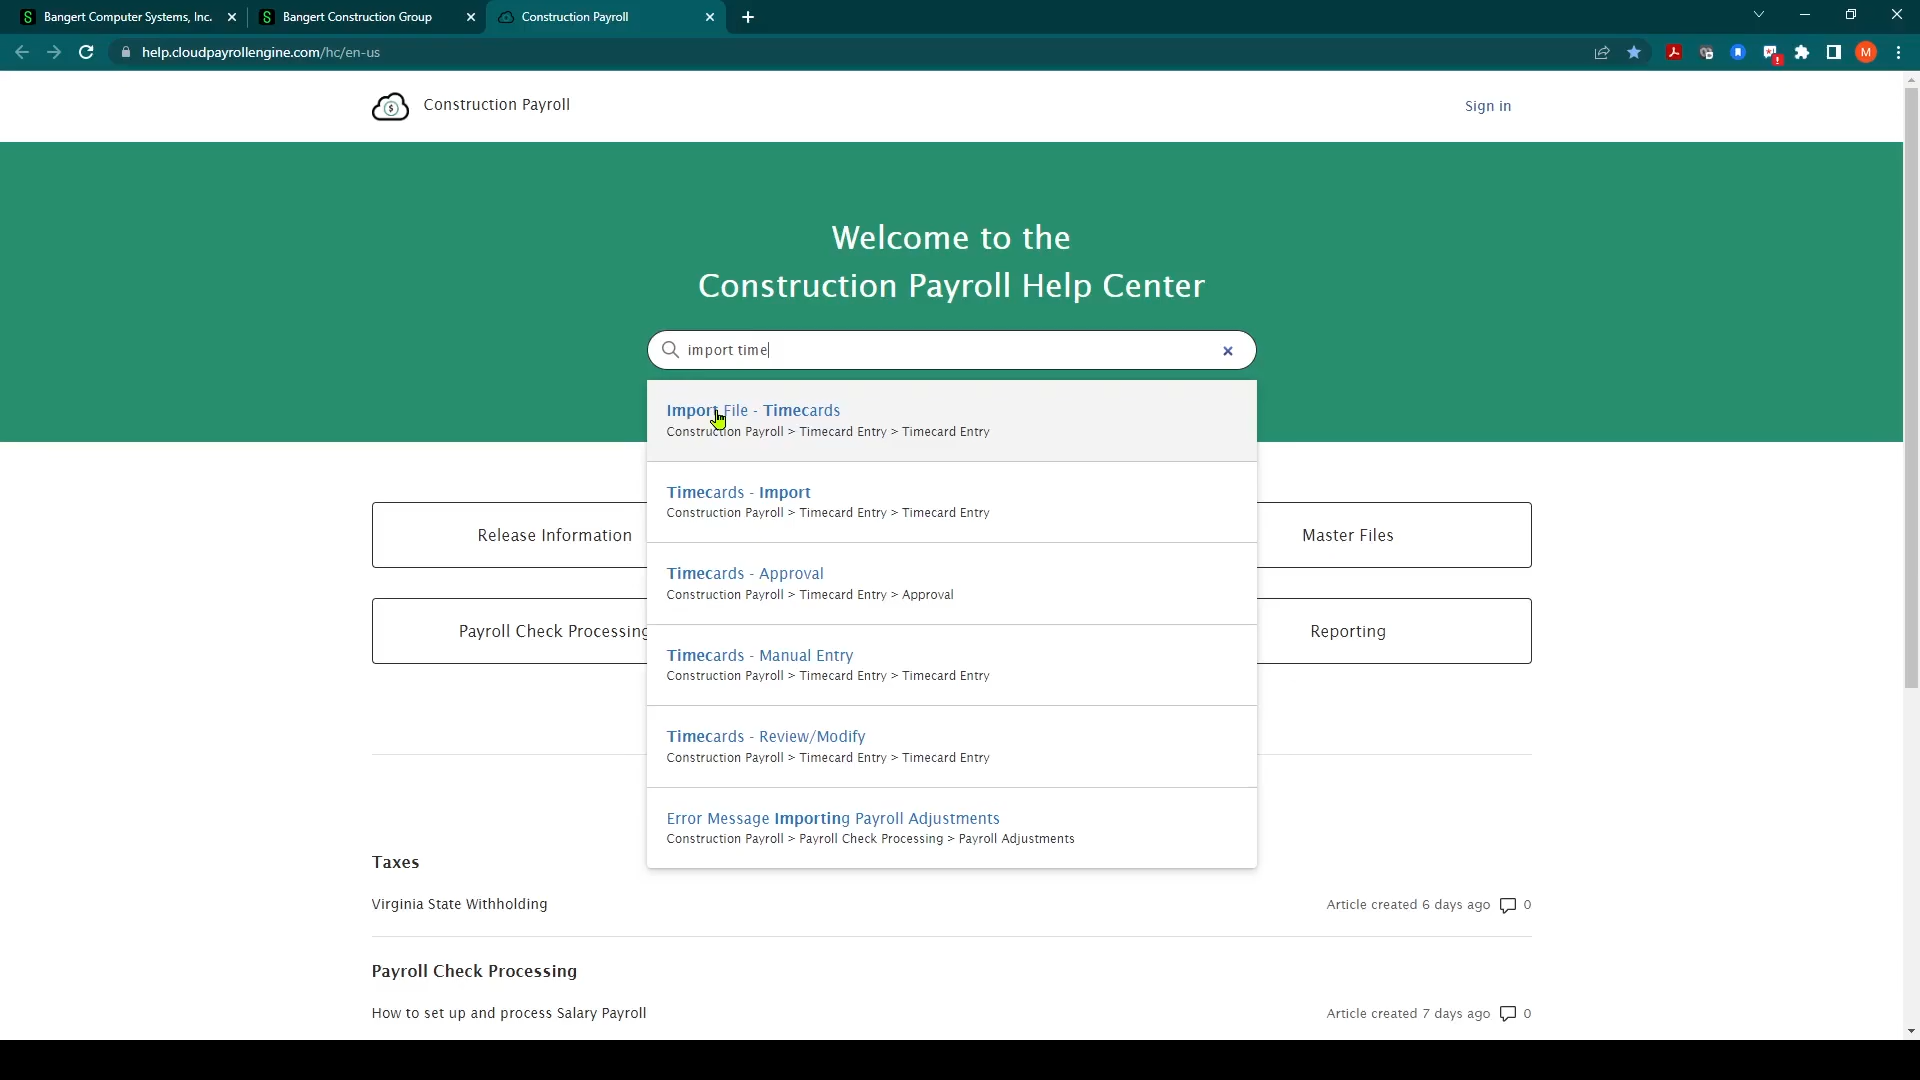 Bangert Computer Systems, Inc.
Bangert Construction Group
Construction Payroll
help.cloudpayrollengine.com/hc/en-us
M
Construction Payroll
Sign in
Welcome to the
Construction Payroll Help Center
import time
Import File - Timecards
Construction Payroll > Timecard Entry > Timecard Entry
Timecards - Import
Construction Payroll > Timecard Entry > Timecard Entry
Timecards - Approval
Construction Payroll > Timecard Entry > Approval
Timecards - Manual Entry
Construction Payroll > Timecard Entry > Timecard Entry
Timecards - Review/Modify
Construction Payroll > Timecard Entry > Timecard Entry
Error Message Importing Payroll Adjustments
Construction Payroll > Payroll Check Processing > Payroll Adjustments
Release Information
Master Files
Payroll Check Processing
Reporting
Taxes
Virginia State Withholding
Article created 6 days ago 0
Payroll Check Processing
How to set up and process Salary Payroll
Article created 7 days ago 0